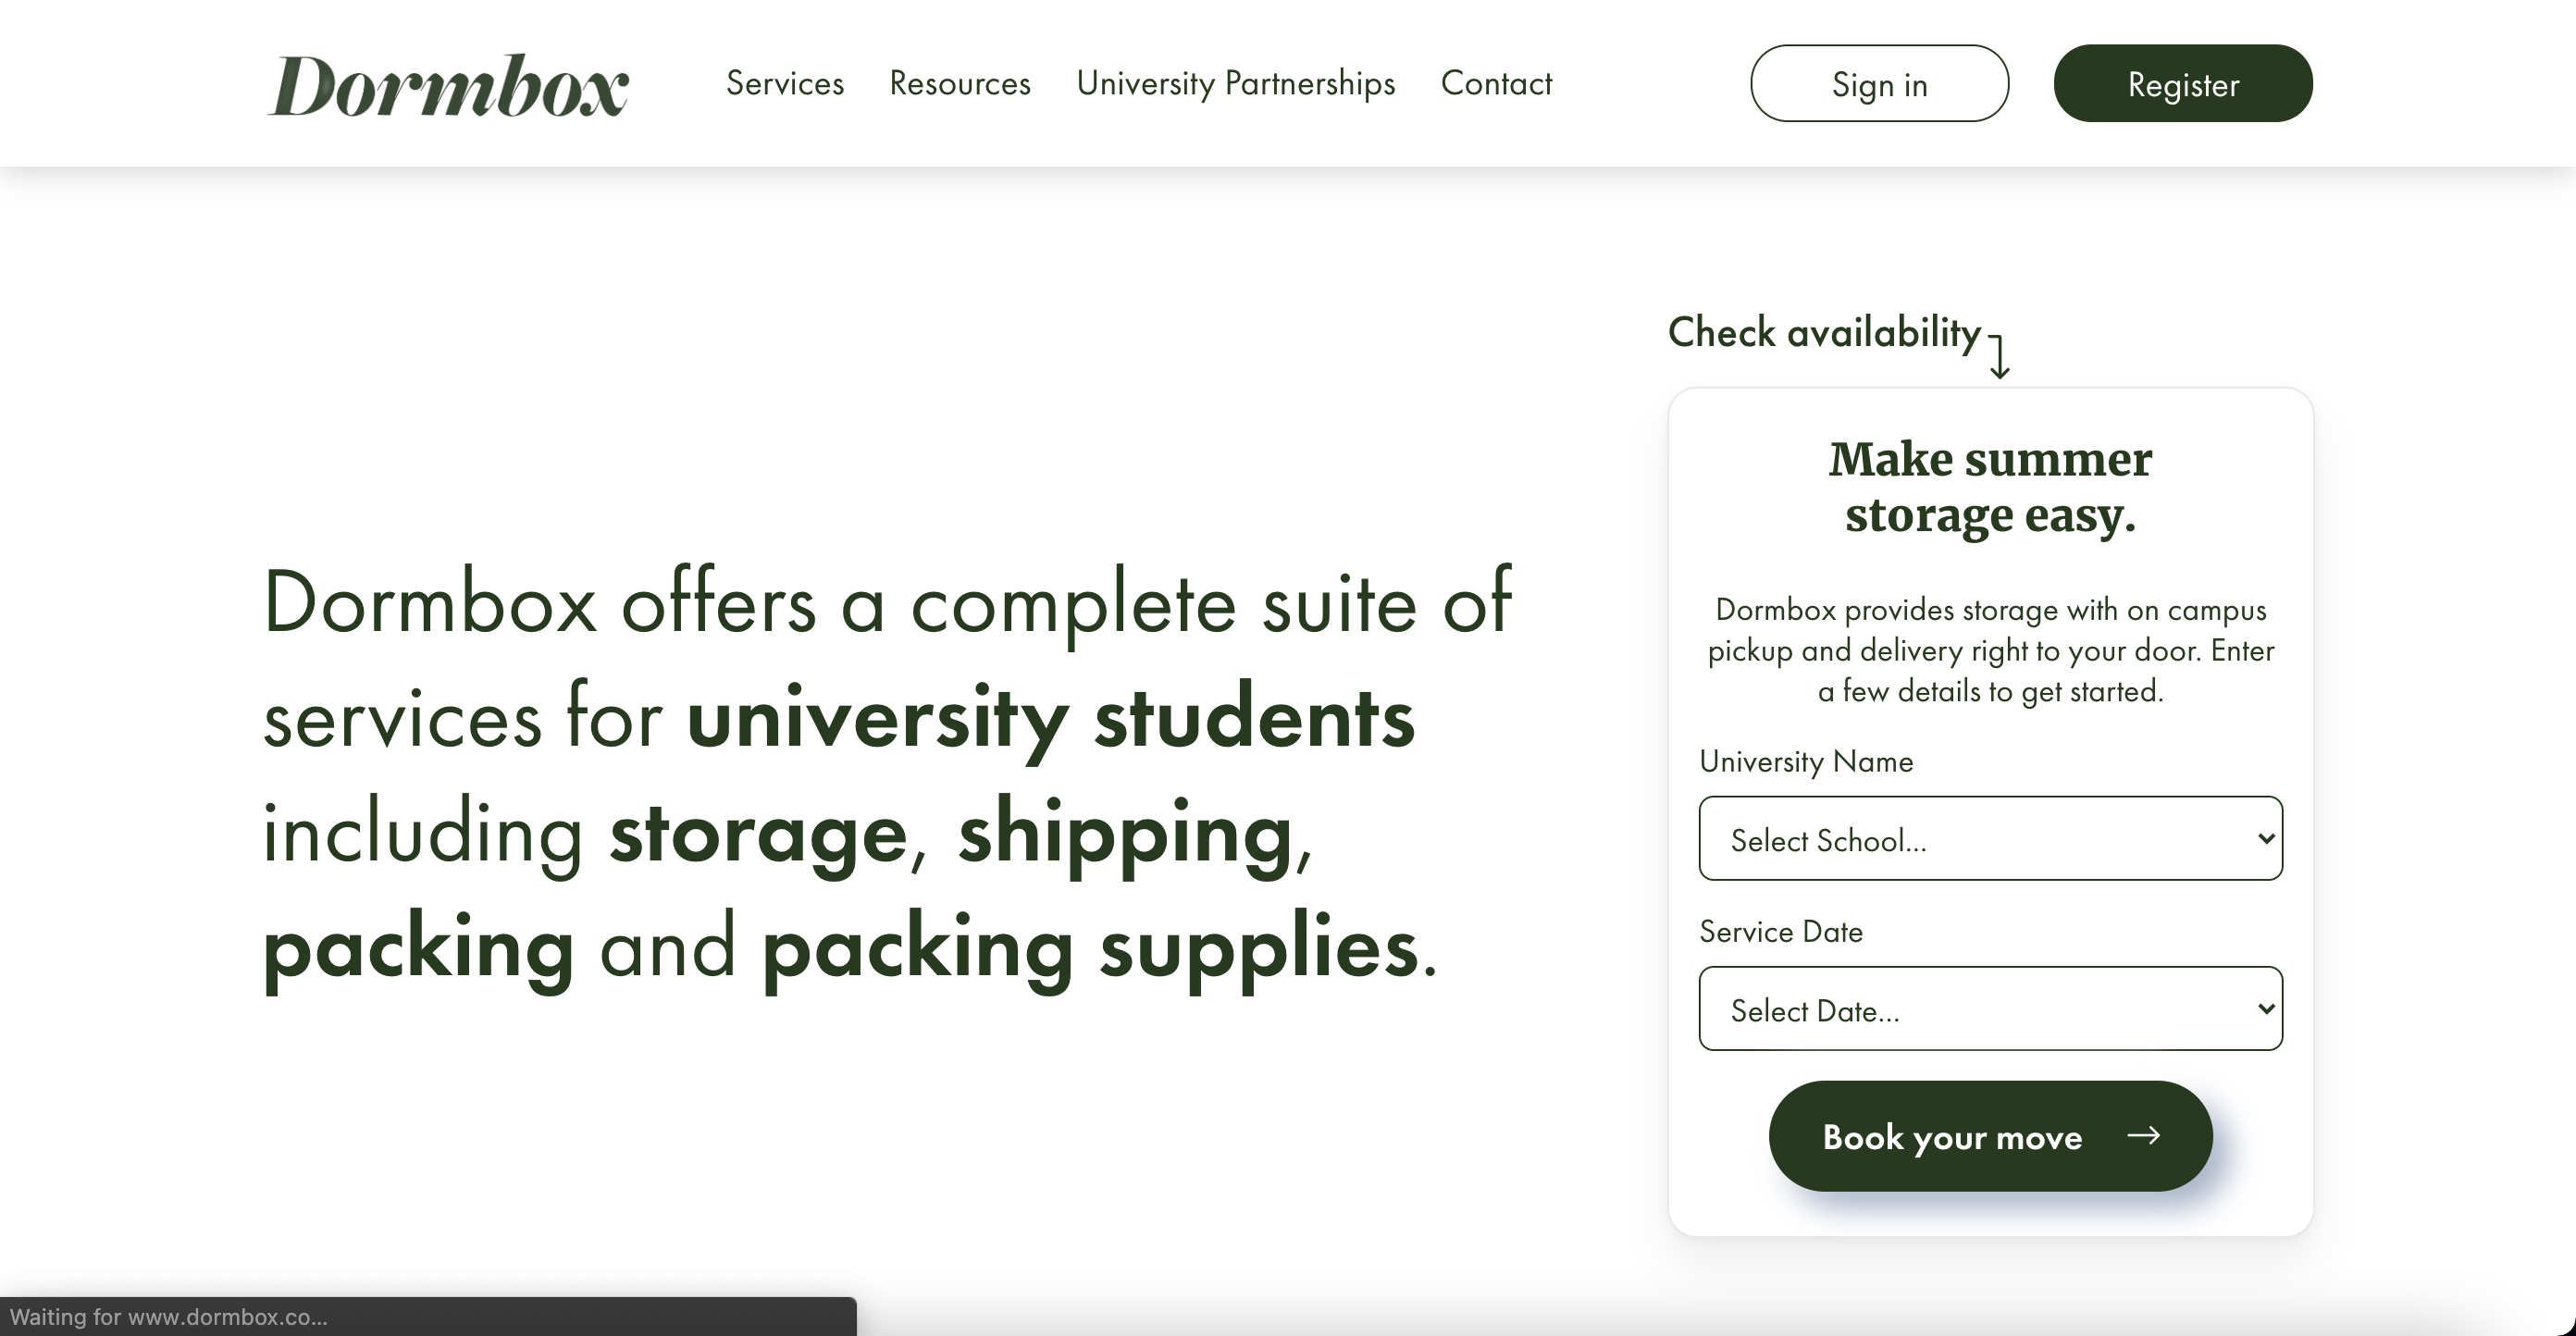 Dormbox
Services
Resources
University Partnerships
Contact
Sign in
Register
Dormbox offers a complete suite of
services for university students
including storage, shipping,
packing and packing supplies.
Check availability
Make summer
storage easy.
Dormbox provides storage with on campus
pickup and delivery right to your door. Enter
a few details to get started.
University Name
Select School...
Service Date
Select Date...
Book your move
Waiting for www.dormbox.co...